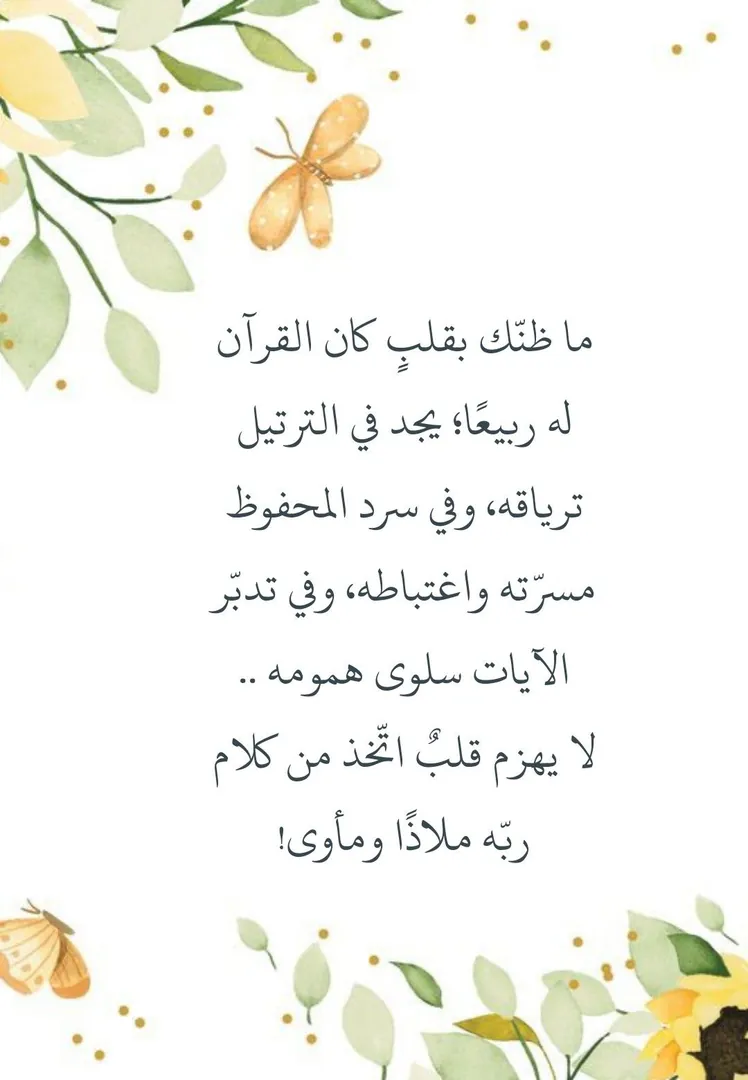 ما ظنّك بقلبٍ كان القرآن
له ربيعًا؛ يجد في الترتيل
ترياقه، وفي سرد المحفوظ
مسرّته واغتباطه، وفي تدبّر
الآيات سلوى همومه ..
لا يهزم قلبٌ اتّخذ من كلام
ربّه ملاذًا ومأوى!